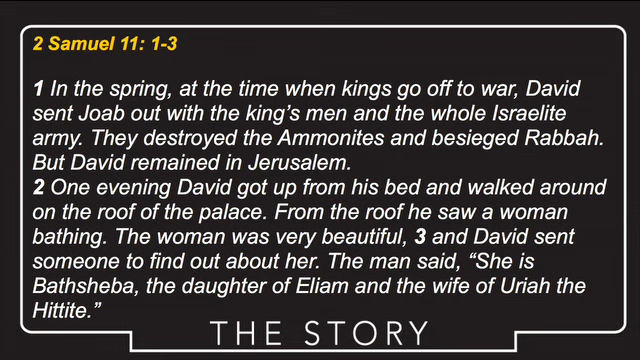 2 Samuel 11: 1-3
1 In the spring, at the time when kings go off to war, David
sent Joab out with the king’s men and the whole Israelite
army. They destroyed the Ammonites and besieged Rabbah.
But David remained in Jerusalem.
2 One evening David got up from his bed and walked around
on the roof of the palace. From the roof he saw a woman
bathing. The woman was very beautiful, 3 and David sent
someone to find out about her. The man said, “She is
Bathsheba, the daughter of Eliam and the wife of Uriah the
Hittite.”
THE STORY